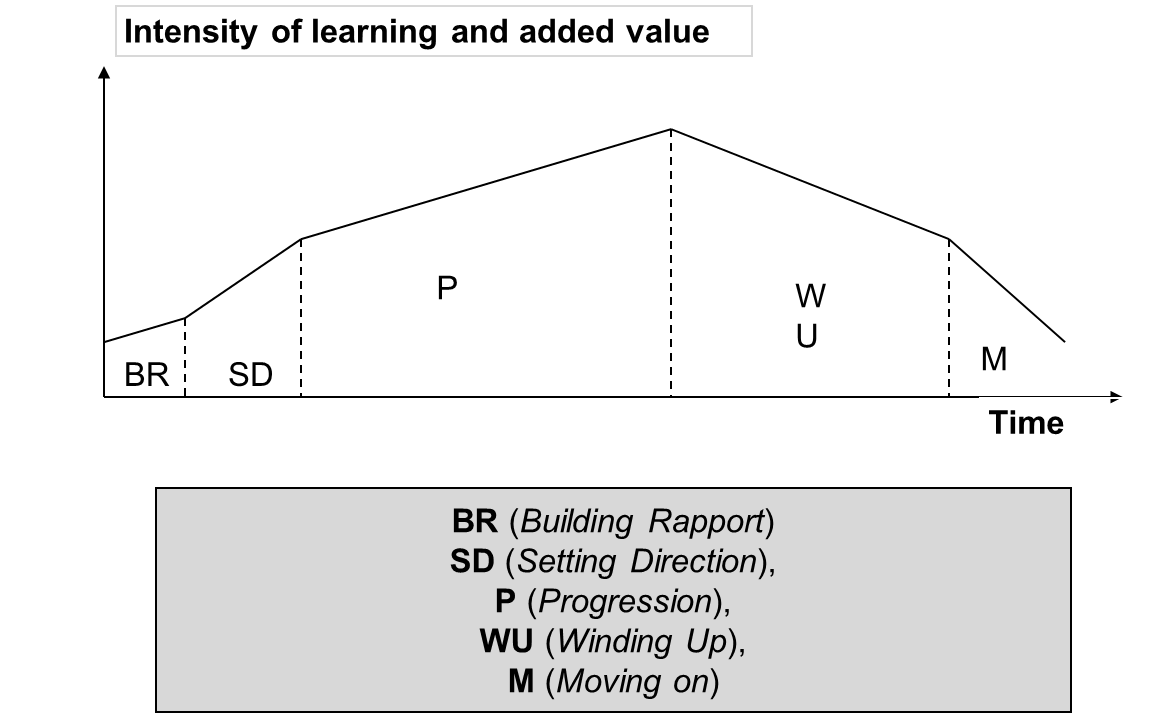 Intensity of learning and added value
P
W
U
BR
SD
M
Time
BR (Building Rapport)
SD (Setting Direction),
P (Progression),
WU (Winding Up),
M (Moving on)